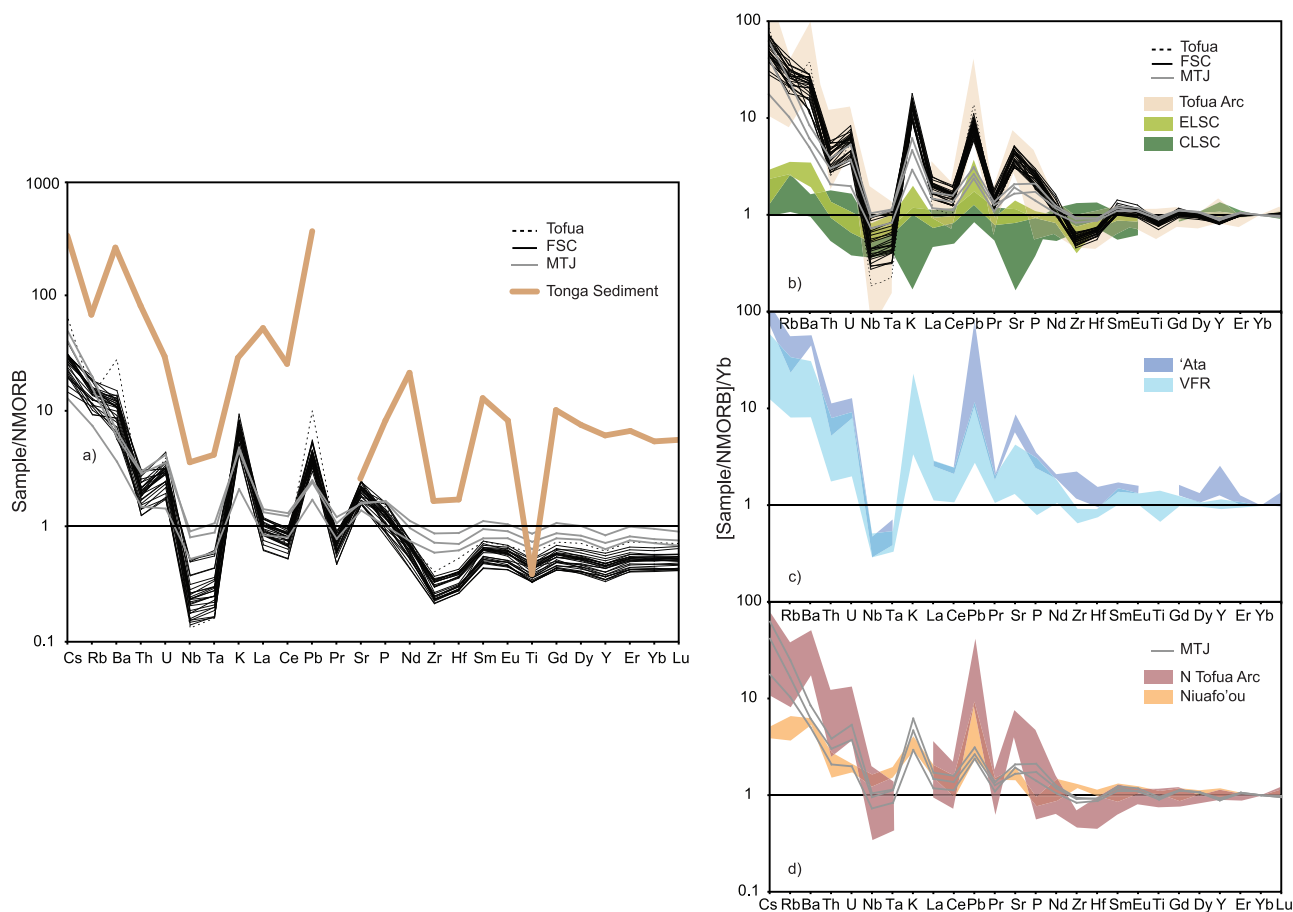 1000
100
10
1
0.1
Sample/NMORB
Tofua
FSC
MTJ
Tonga Sediment
a)
Cs Rb Ba Th U Nb Ta K La Ce Pb Pr Sr P Nd Zr Hf Sm Eu Ti Gd Dy Y Er Yb Lu
[Sample/NMORB]/Yb
100
10
1
Tofua
FSC
MTJ
Tofua Arc
ELSC
CLSC
b)
100
Rb Ba Th U Nb Ta K La Ce Pb Pr Sr P Nd Zr Hf Sm Eu Ti Gd Dy Y Er Yb
'Ata
VFR
10
1
c)
100
Rb Ba Th U Nb Ta K La Ce Pb Pr Sr P Nd Zr Hf Sm Eu Ti Gd Dy Y Er Yb
MTJ
N Tofua Arc
Niuafo'ou
10
1
d)
0.1
Cs Rb Ba Th U Nb Ta K La Ce Pb Pr Sr P Nd Zr Hf Sm Eu Ti Gd Dy Y Er Yb Lu